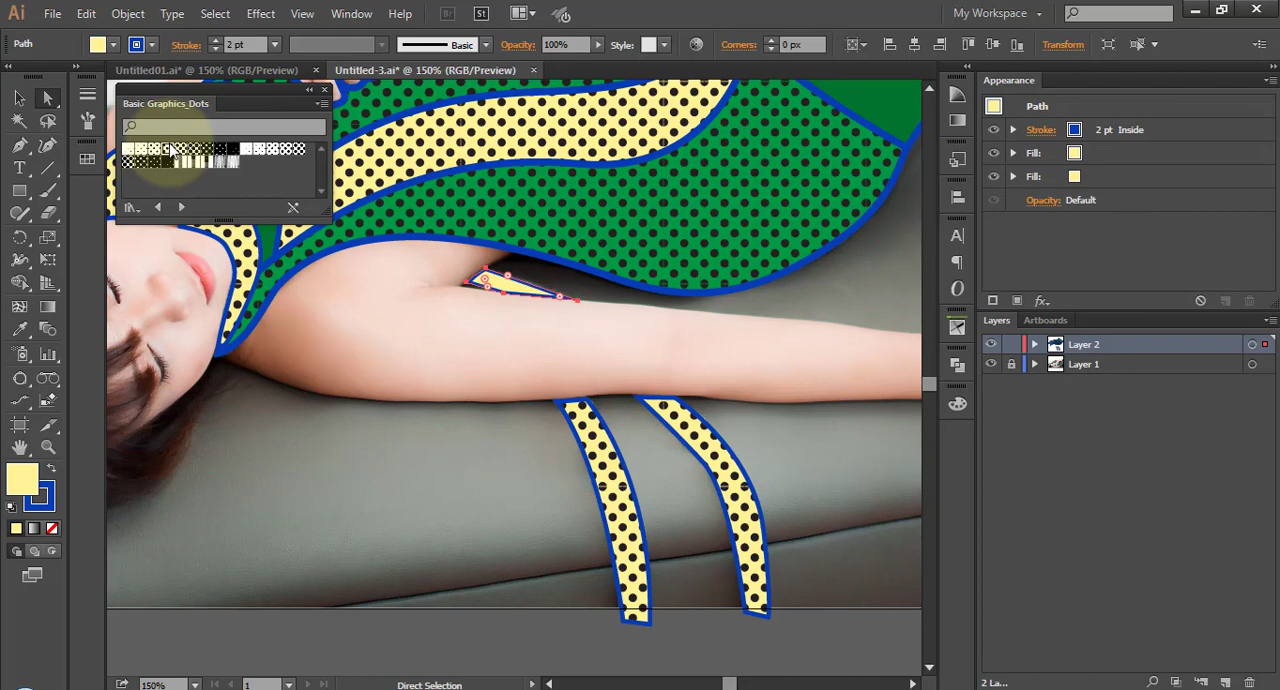 Ai File Edit Object Type Select Effect View Window Help Br St My Workspace
Path Stroke: 2 pt Basic Opacity: 100% Style: Corners: 0 px Transform
Untitled01.ai* @ 150% (RGB/Preview) × Untitled-3.ai* @ 150% (RGB/Preview) ×
Basic Graphics_Dots
Appearance
Path
Stroke: 2 pt Inside
Fill:
Fill:
Opacity: Default
fx
Layers Artboards
Layer 2
Layer 1
2 La...
150% 1 Direct Selection